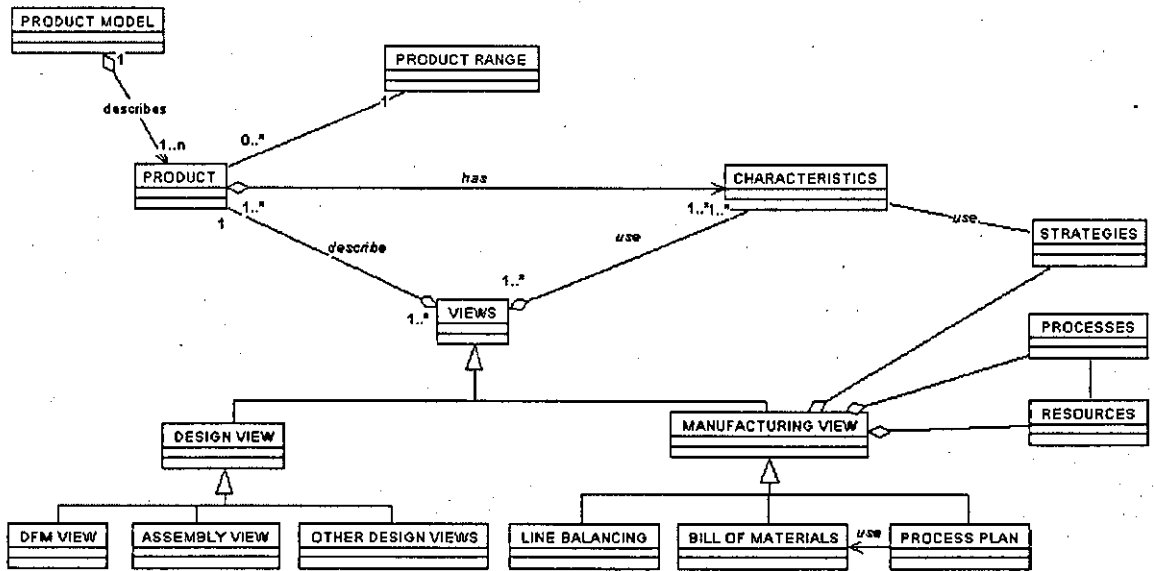 PRODUCT MODEL
1
describes
1..n
PRODUCT RANGE
1
0..*
PRODUCT
has
CHARACTERISTICS
1..*
1
1..*1..*
describe
use
use
STRATEGIES
1..*
1..*
VIEWS
PROCESSES
RESOURCES
DESIGN VIEW
MANUFACTURING VIEW
DFM VIEW
ASSEMBLY VIEW
OTHER DESIGN VIEWS
LINE BALANCING
BILL OF MATERIALS
use
PROCESS PLAN